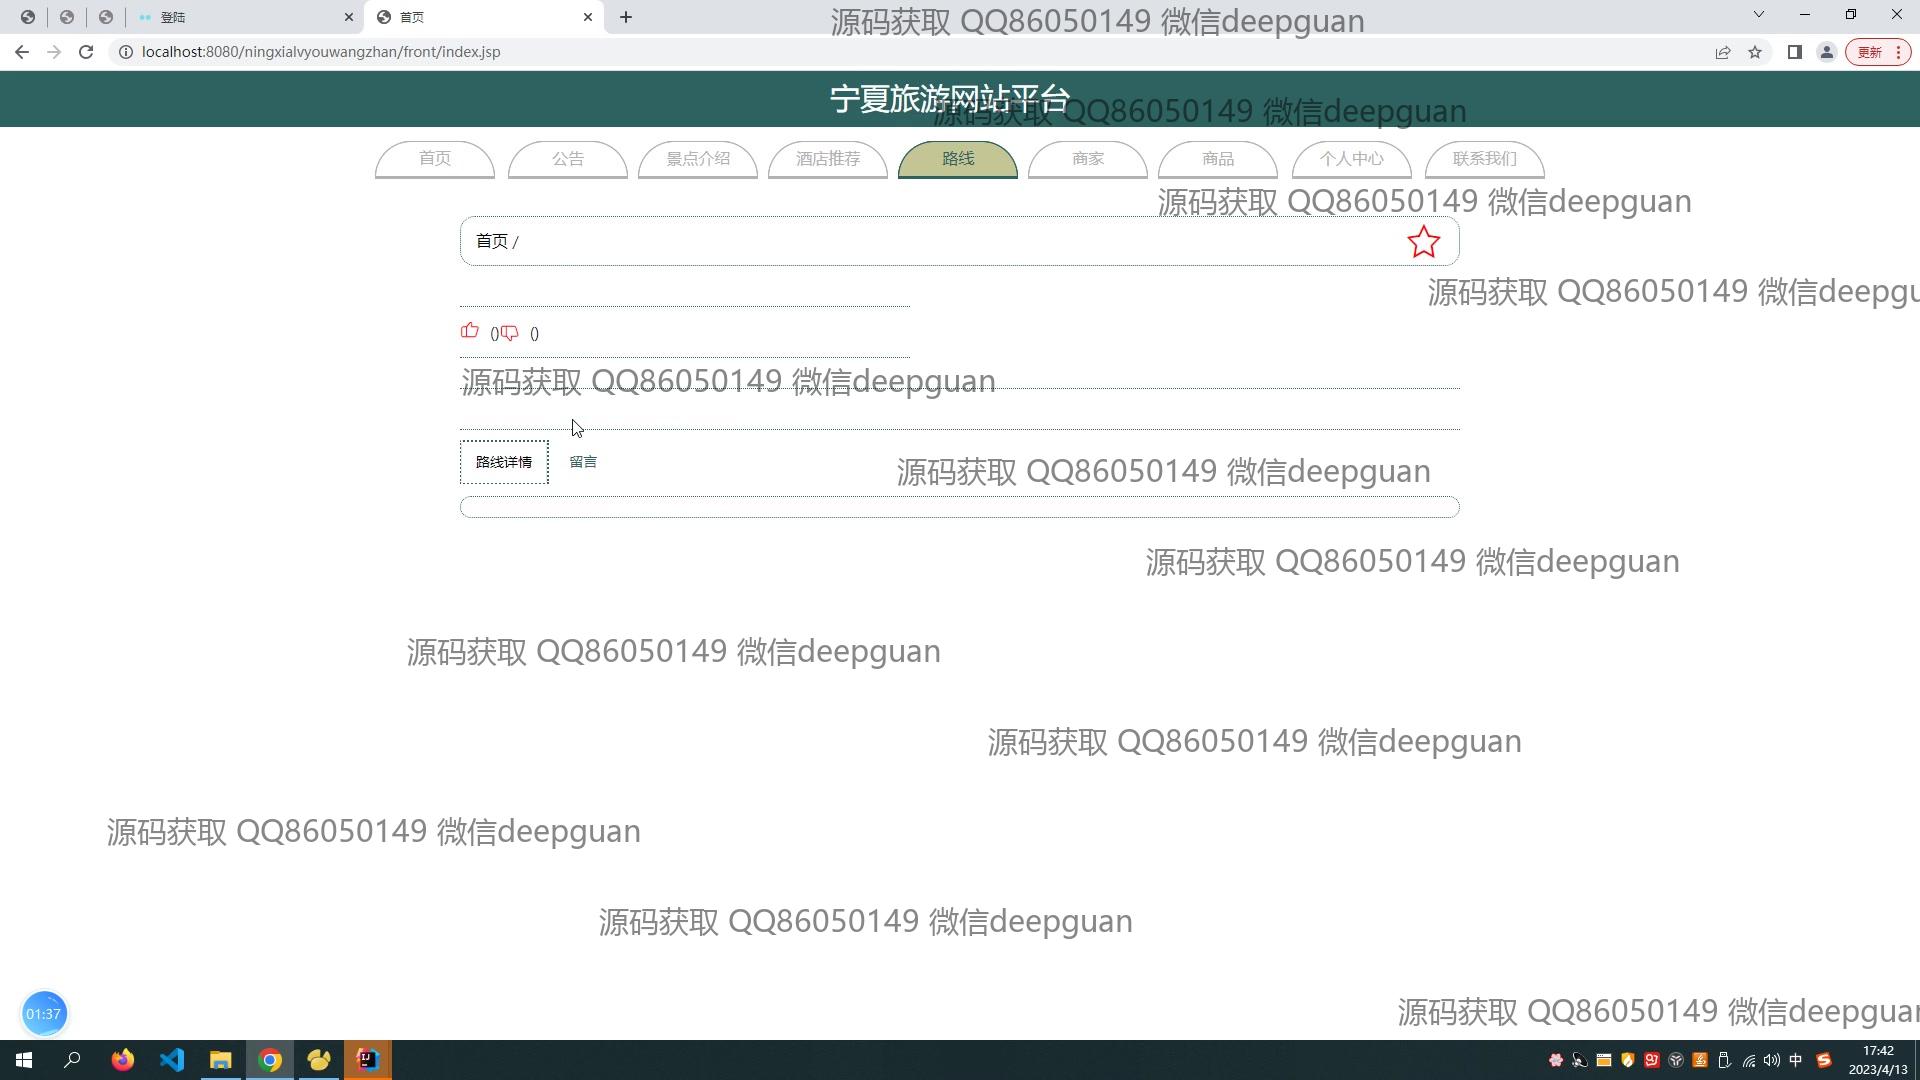 登陆
首页
源码获取 QQ86050149 微信deepguan
localhost:8080/ningxialvyouwangzhan/front/index.jsp
更新
宁夏旅游网站平台
源码获取 QQ86050149 微信deepguan
首页
公告
景点介绍
酒店推荐
路线
商家
商品
个人中心
联系我们
源码获取 QQ86050149 微信deepguan
首页 /
源码获取 QQ86050149 微信deepgu
() ()
源码获取 QQ86050149 微信deepguan
路线详情
留言
源码获取 QQ86050149 微信deepguan
源码获取 QQ86050149 微信deepguan
源码获取 QQ86050149 微信deepguan
源码获取 QQ86050149 微信deepguan
源码获取 QQ86050149 微信deepguan
源码获取 QQ86050149 微信deepguan
01:37
源码获取 QQ86050149 微信deepguan
中
17:42
2023/4/13